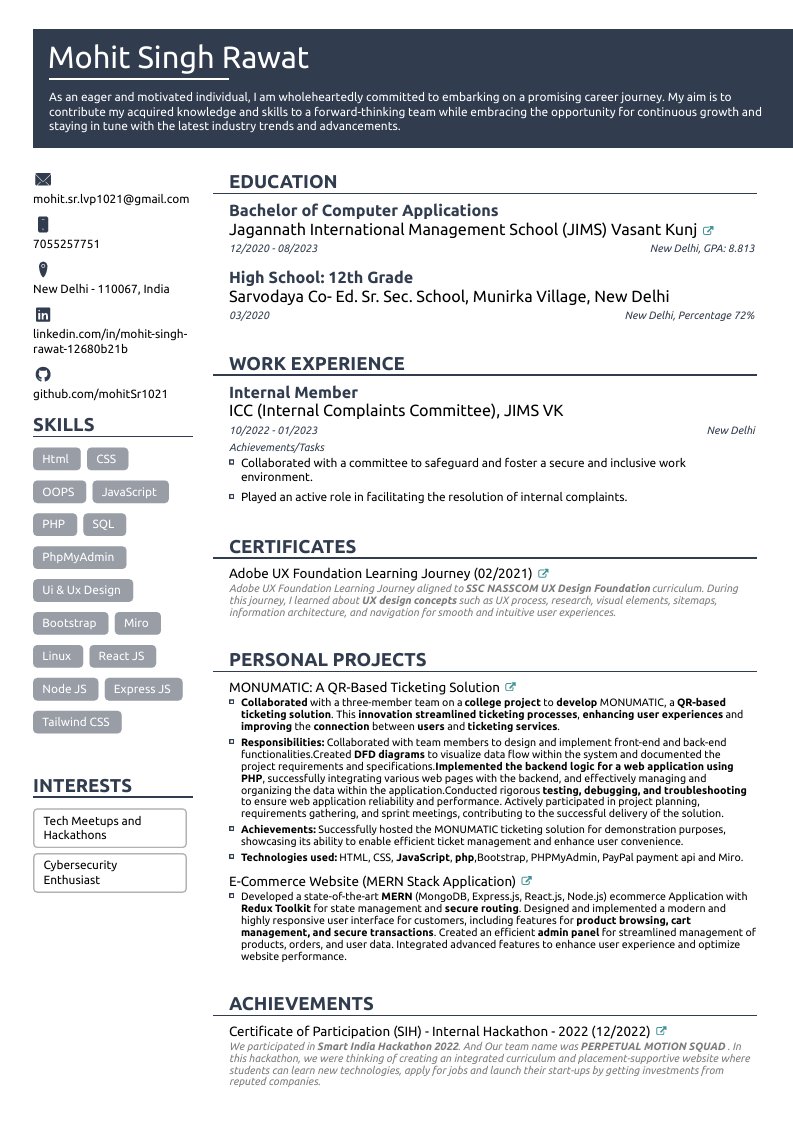 Mohit Singh Rawat
As an eager and motivated individual, I am wholeheartedly committed to embarking on a promising career journey. My aim is to
contribute my acquired knowledge and skills to a forward-thinking team while embracing the opportunity for continuous growth and
staying in tune with the latest industry trends and advancements.
mohit.sr.lvp1021@gmail.com
7055257751
New Delhi - 110067, India
linkedin.com/in/mohit-singh-
rawat-12680b21b
github.com/mohitSr1021
SKILLS
Html CSS
OOPS JavaScript
PHP SQL
PhpMyAdmin
Ui & Ux Design
Bootstrap Miro
Linux React JS
Node JS Express JS
Tailwind CSS
INTERESTS
Tech Meetups and
Hackathons
Cybersecurity
Enthusiast
EDUCATION
Bachelor of Computer Applications
Jagannath International Management School (JIMS) Vasant Kunj
12/2020 - 08/2023 New Delhi, GPA: 8.813
High School: 12th Grade
Sarvodaya Co- Ed. Sr. Sec. School, Munirka Village, New Delhi
03/2020 New Delhi, Percentage 72%
WORK EXPERIENCE
Internal Member
ICC (Internal Complaints Committee), JIMS VK
10/2022 - 01/2023 New Delhi
Achievements/Tasks
Collaborated with a committee to safeguard and foster a secure and inclusive work
environment.
Played an active role in facilitating the resolution of internal complaints.
CERTIFICATES
Adobe UX Foundation Learning Journey (02/2021)
Adobe UX Foundation Learning Journey aligned to SSC NASSCOM UX Design Foundation curriculum. During
this journey, I learned about UX design concepts such as UX process, research, visual elements, sitemaps,
information architecture, and navigation for smooth and intuitive user experiences.
PERSONAL PROJECTS
MONUMATIC: A QR-Based Ticketing Solution
Collaborated with a three-member team on a college project to develop MONUMATIC, a QR-based
ticketing solution. This innovation streamlined ticketing processes, enhancing user experiences and
improving the connection between users and ticketing services.
Responsibilities: Collaborated with team members to design and implement front-end and back-end
functionalities.Created DFD diagrams to visualize data flow within the system and documented the
project requirements and specifications.Implemented the backend logic for a web application using
PHP, successfully integrating various web pages with the backend, and effectively managing and
organizing the data within the application.Conducted rigorous testing, debugging, and troubleshooting
to ensure web application reliability and performance. Actively participated in project planning,
requirements gathering, and sprint meetings, contributing to the successful delivery of the solution.
Achievements: Successfully hosted the MONUMATIC ticketing solution for demonstration purposes,
showcasing its ability to enable efficient ticket management and enhance user convenience.
Technologies used: HTML, CSS, JavaScript, php,Bootstrap, PHPMyAdmin, PayPal payment api and Miro.
E-Commerce Website (MERN Stack Application)
Developed a state-of-the-art MERN (MongoDB, Express.js, React.js, Node.js) ecommerce Application with
Redux Toolkit for state management and secure routing. Designed and implemented a modern and
highly responsive user interface for customers, including features for product browsing, cart
management, and secure transactions. Created an efficient admin panel for streamlined management of
products, orders, and user data. Integrated advanced features to enhance user experience and optimize
website performance.
ACHIEVEMENTS
Certificate of Participation (SIH) - Internal Hackathon - 2022 (12/2022)
We participated in Smart India Hackathon 2022. And Our team name was PERPETUAL MOTION SQUAD . In
this hackathon, we were thinking of creating an integrated curriculum and placement-supportive website where
students can learn new technologies, apply for jobs and launch their start-ups by getting investments from
reputed companies.